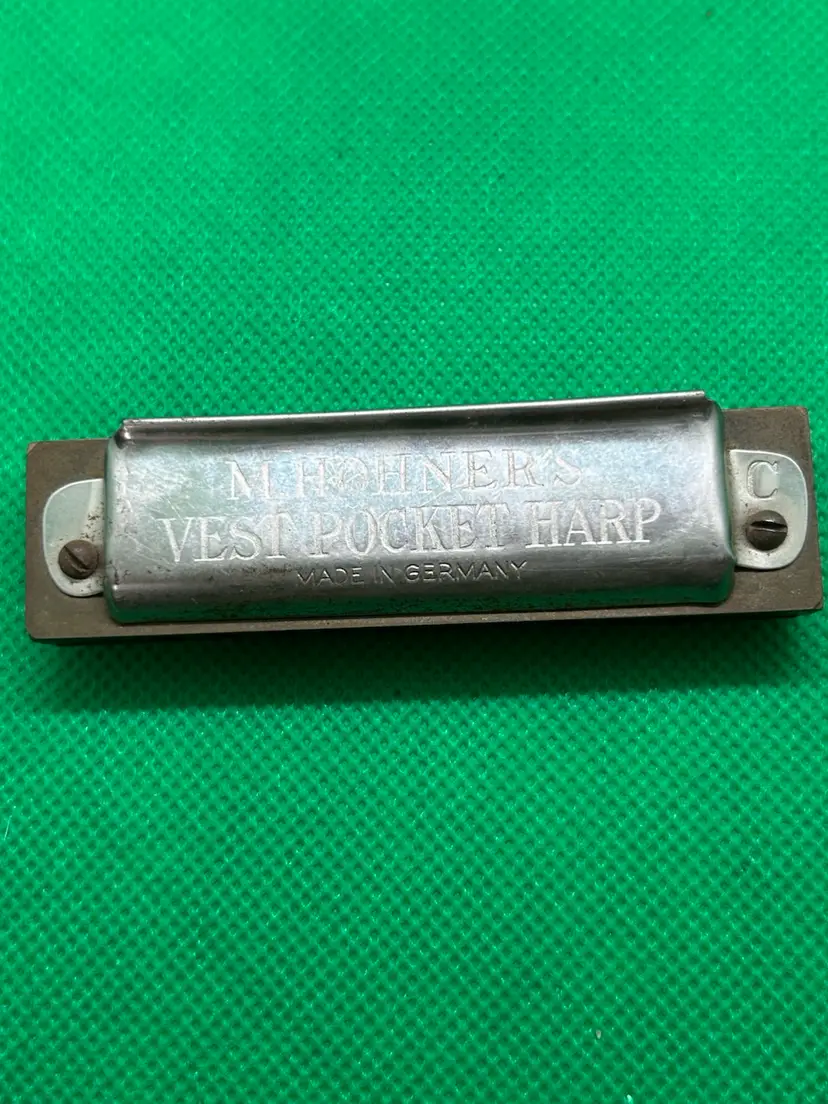 M. HOHNER'S
VEST POCKET HARP
MADE IN GERMANY
C